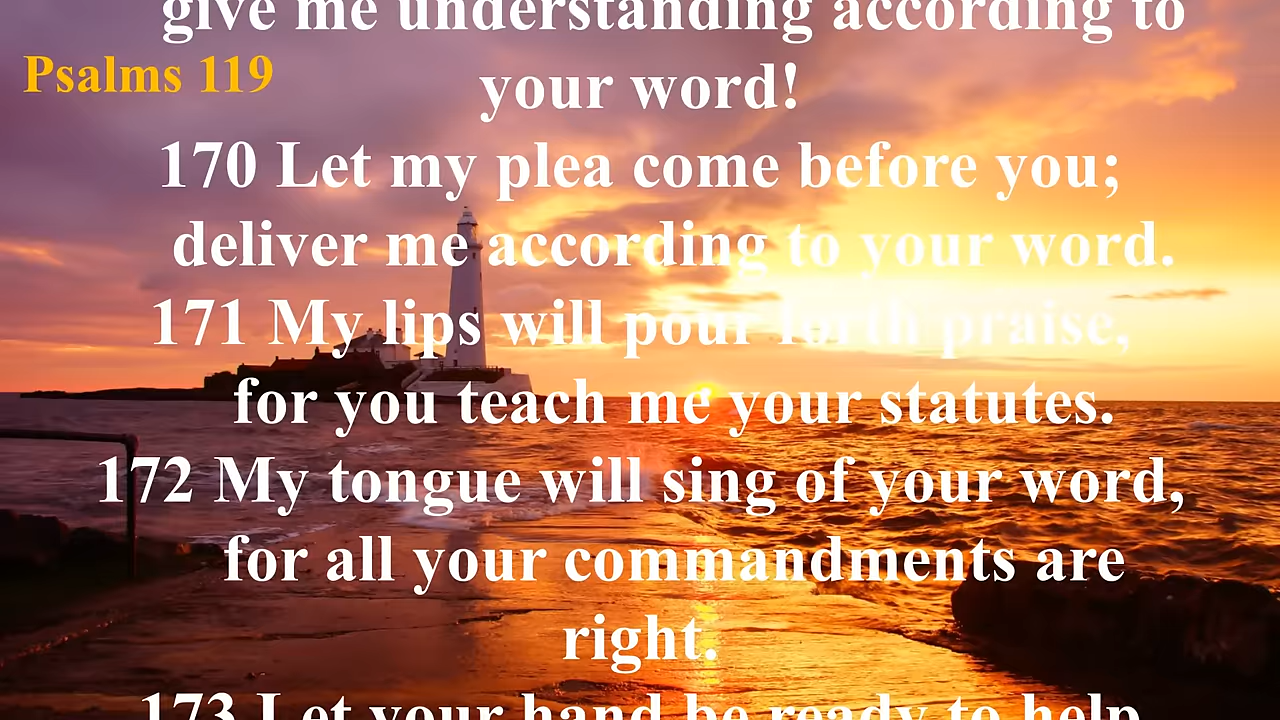 give me understanding according to
Psalms 119
your word!
170 Let my plea come before you;
deliver me according to your word.
171 My lips will pour forth praise,
for you teach me your statutes.
172 My tongue will sing of your word,
for all your commandments are
right.
173 Let your hand be ready to help